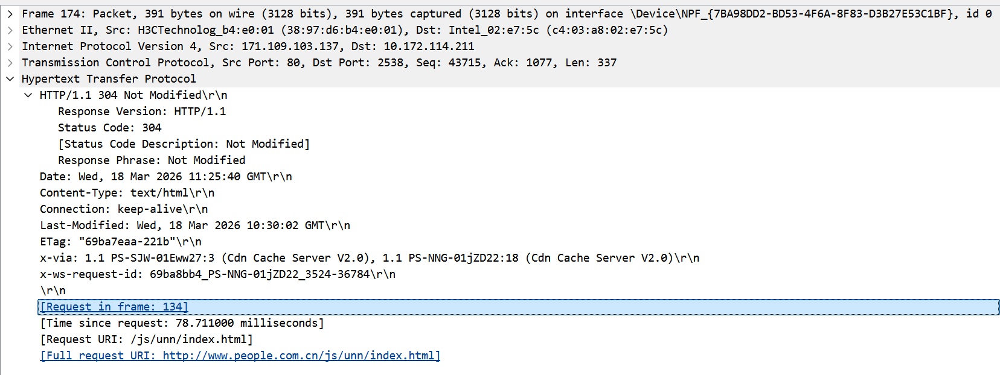 Frame 174: Packet, 391 bytes on wire (3128 bits), 391 bytes captured (3128 bits) on interface \Device\NPF_{7BA98DD2-BD53-4F6A-8F83-D3B27E53C1BF}, id 0
Ethernet II, Src: H3CTechnolog_b4:e0:01 (38:97:d6:b4:e0:01), Dst: Intel_02:e7:5c (c4:03:a8:02:e7:5c)
Internet Protocol Version 4, Src: 171.109.103.137, Dst: 10.172.114.211
Transmission Control Protocol, Src Port: 80, Dst Port: 2538, Seq: 43715, Ack: 1077, Len: 337
Hypertext Transfer Protocol
HTTP/1.1 304 Not Modified\r\n
Response Version: HTTP/1.1
Status Code: 304
[Status Code Description: Not Modified]
Response Phrase: Not Modified
Date: Wed, 18 Mar 2026 11:25:40 GMT\r\n
Content-Type: text/html\r\n
Connection: keep-alive\r\n
Last-Modified: Wed, 18 Mar 2026 10:30:02 GMT\r\n
ETag: "69ba7eaa-221b"\r\n
x-via: 1.1 PS-SJW-01Eww27:3 (Cdn Cache Server V2.0), 1.1 PS-NNG-01jZD22:18 (Cdn Cache Server V2.0)\r\n
x-ws-request-id: 69ba8bb4_PS-NNG-01jZD22_3524-36784\r\n
\r\n
[Request in frame: 134]
[Time since request: 78.711000 milliseconds]
[Request URI: /js/unn/index.html]
[Full request URI: http://www.people.com.cn/js/unn/index.html]